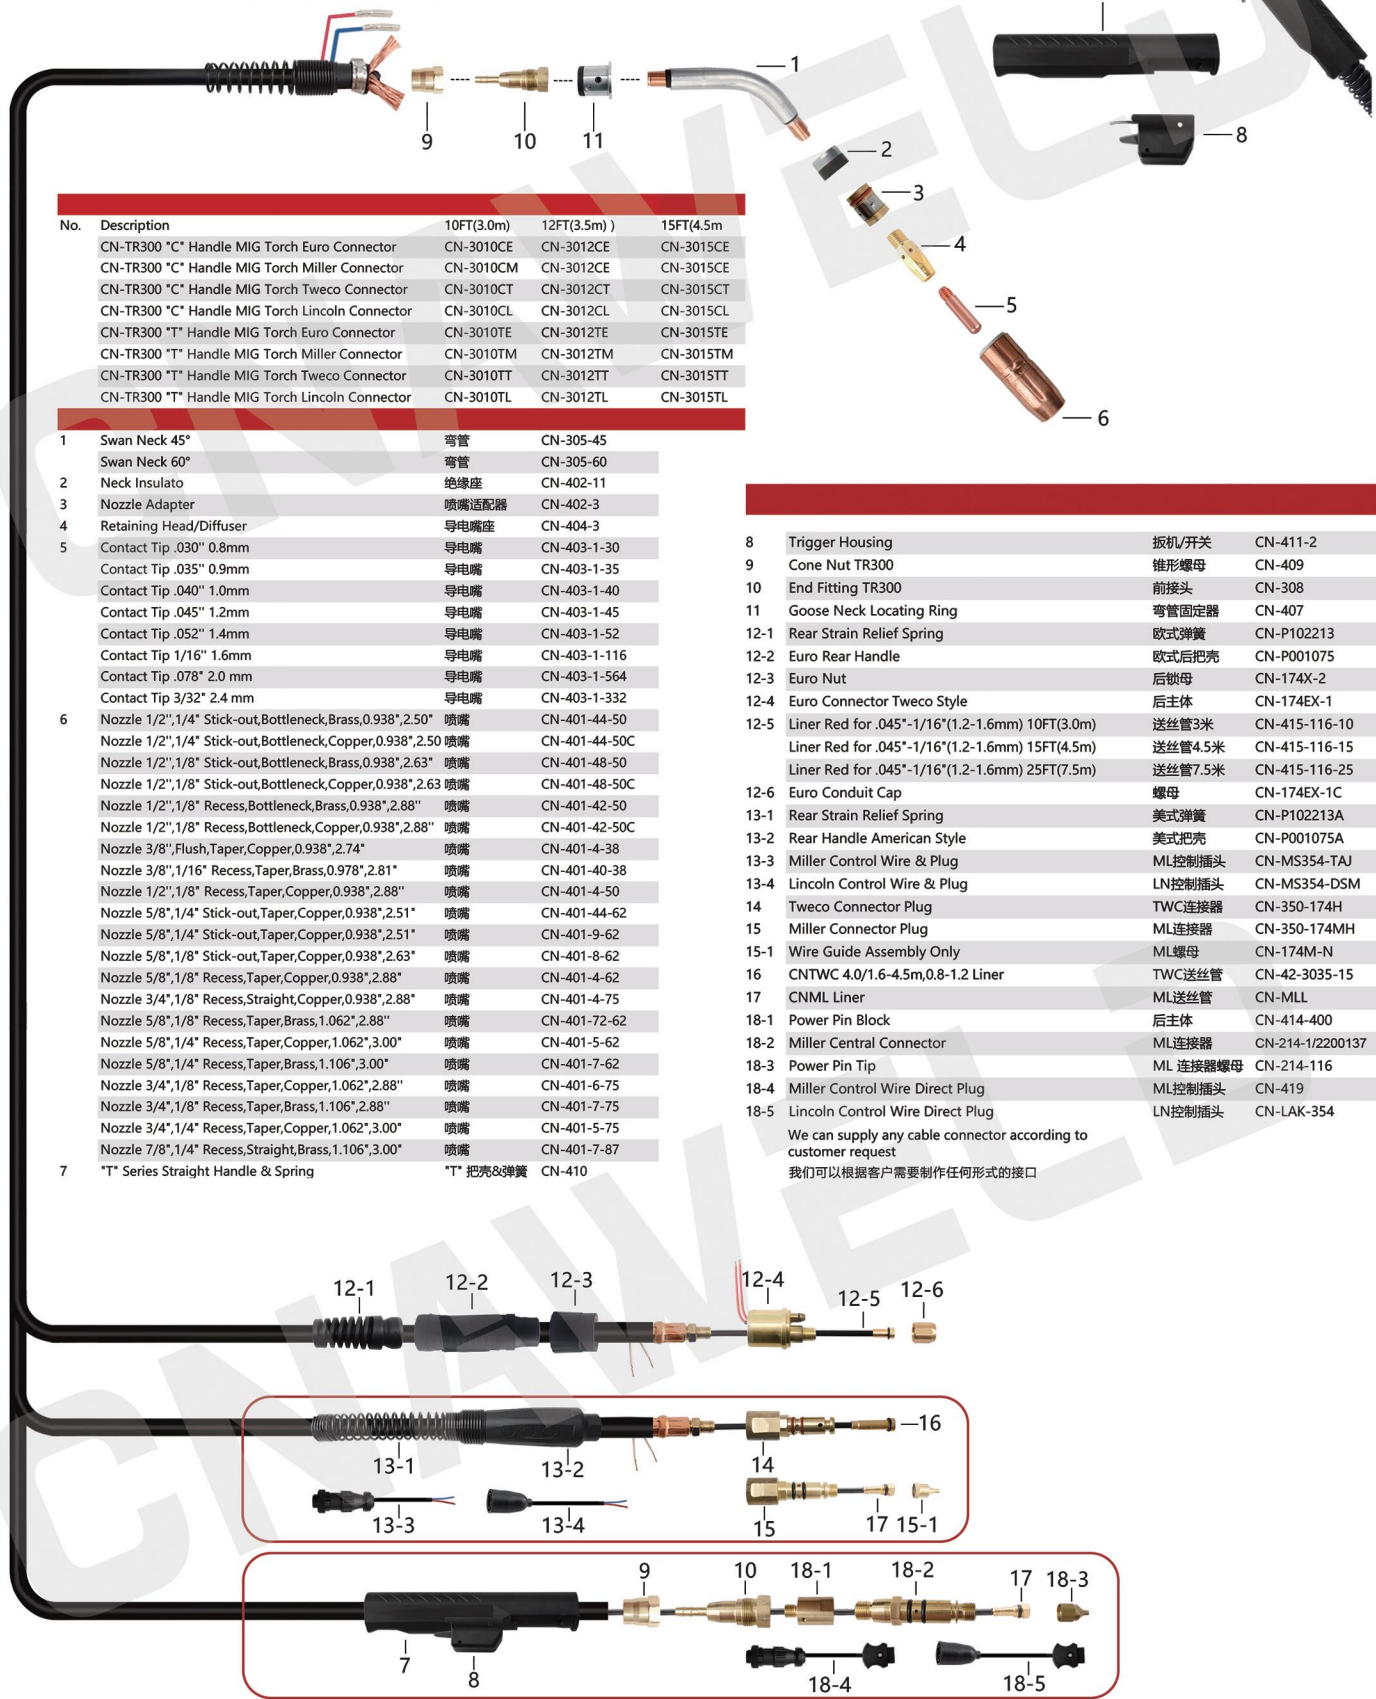 1
9
10
11
2
3
4
5
6
8
No. Description 10FT(3.0m) 12FT(3.5m) ) 15FT(4.5m
CN-TR300 "C" Handle MIG Torch Euro Connector CN-3010CE CN-3012CE CN-3015CE
CN-TR300 "C" Handle MIG Torch Miller Connector CN-3010CM CN-3012CE CN-3015CE
CN-TR300 "C" Handle MIG Torch Tweco Connector CN-3010CT CN-3012CT CN-3015CT
CN-TR300 "C" Handle MIG Torch Lincoln Connector CN-3010CL CN-3012CL CN-3015CL
CN-TR300 "T" Handle MIG Torch Euro Connector CN-3010TE CN-3012TE CN-3015TE
CN-TR300 "T" Handle MIG Torch Miller Connector CN-3010TM CN-3012TM CN-3015TM
CN-TR300 "T" Handle MIG Torch Tweco Connector CN-3010TT CN-3012TT CN-3015TT
CN-TR300 "T" Handle MIG Torch Lincoln Connector CN-3010TL CN-3012TL CN-3015TL
1 Swan Neck 45° 弯管 CN-305-45
Swan Neck 60° 弯管 CN-305-60
2 Neck Insulato 绝缘座 CN-402-11
3 Nozzle Adapter 喷嘴适配器 CN-402-3
4 Retaining Head/Diffuser 导电嘴座 CN-404-3
5 Contact Tip .030'' 0.8mm 导电嘴 CN-403-1-30
Contact Tip .035'' 0.9mm 导电嘴 CN-403-1-35
Contact Tip .040'' 1.0mm 导电嘴 CN-403-1-40
Contact Tip .045'' 1.2mm 导电嘴 CN-403-1-45
Contact Tip .052'' 1.4mm 导电嘴 CN-403-1-52
Contact Tip 1/16'' 1.6mm 导电嘴 CN-403-1-116
Contact Tip .078" 2.0 mm 导电嘴 CN-403-1-564
Contact Tip 3/32" 2.4 mm 导电嘴 CN-403-1-332
6 Nozzle 1/2'',1/4" Stick-out,Bottleneck,Brass,0.938",2.50" 喷嘴 CN-401-44-50
Nozzle 1/2'',1/4" Stick-out,Bottleneck,Copper,0.938",2.50 喷嘴 CN-401-44-50C
Nozzle 1/2'',1/8" Stick-out,Bottleneck,Brass,0.938",2.63" 喷嘴 CN-401-48-50
Nozzle 1/2'',1/8" Stick-out,Bottleneck,Copper,0.938",2.63 喷嘴 CN-401-48-50C
Nozzle 1/2'',1/8" Recess,Bottleneck,Brass,0.938",2.88'' 喷嘴 CN-401-42-50
Nozzle 1/2'',1/8" Recess,Bottleneck,Copper,0.938",2.88'' 喷嘴 CN-401-42-50C
Nozzle 3/8'',Flush,Taper,Copper,0.938",2.74" 喷嘴 CN-401-4-38
Nozzle 3/8'',1/16" Recess,Taper,Brass,0.978",2.81" 喷嘴 CN-401-40-38
Nozzle 1/2'',1/8" Recess,Taper,Copper,0.938",2.88'' 喷嘴 CN-401-4-50
Nozzle 5/8",1/4" Stick-out,Taper,Copper,0.938",2.51" 喷嘴 CN-401-44-62
Nozzle 5/8",1/4" Stick-out,Taper,Copper,0.938",2.51" 喷嘴 CN-401-9-62
Nozzle 5/8",1/8" Stick-out,Taper,Copper,0.938",2.63" 喷嘴 CN-401-8-62
Nozzle 5/8",1/8" Recess,Taper,Copper,0.938",2.88" 喷嘴 CN-401-4-62
Nozzle 3/4",1/8" Recess,Straight,Copper,0.938",2.88" 喷嘴 CN-401-4-75
Nozzle 5/8",1/8" Recess,Taper,Brass,1.062",2.88'' 喷嘴 CN-401-72-62
Nozzle 5/8",1/4" Recess,Taper,Copper,1.062",3.00" 喷嘴 CN-401-5-62
Nozzle 5/8",1/4" Recess,Taper,Brass,1.106",3.00" 喷嘴 CN-401-7-62
Nozzle 3/4",1/8" Recess,Taper,Copper,1.062",2.88'' 喷嘴 CN-401-6-75
Nozzle 3/4",1/8" Recess,Taper,Brass,1.106",2.88'' 喷嘴 CN-401-7-75
Nozzle 3/4",1/4" Recess,Taper,Copper,1.062",3.00" 喷嘴 CN-401-5-75
Nozzle 7/8",1/4" Recess,Straight,Brass,1.106",3.00" 喷嘴 CN-401-7-87
7 "T" Series Straight Handle & Spring "T" 把壳&弹簧 CN-410
8 Trigger Housing 扳机/开关 CN-411-2
9 Cone Nut TR300 锥形螺母 CN-409
10 End Fitting TR300 前接头 CN-308
11 Goose Neck Locating Ring 弯管固定器 CN-407
12-1 Rear Strain Relief Spring 欧式弹簧 CN-P102213
12-2 Euro Rear Handle 欧式后把壳 CN-P001075
12-3 Euro Nut 后锁母 CN-174X-2
12-4 Euro Connector Tweco Style 后主体 CN-174EX-1
12-5 Liner Red for .045"-1/16"(1.2-1.6mm) 10FT(3.0m) 送丝管3米 CN-415-116-10
Liner Red for .045"-1/16"(1.2-1.6mm) 15FT(4.5m) 送丝管4.5米 CN-415-116-15
Liner Red for .045"-1/16"(1.2-1.6mm) 25FT(7.5m) 送丝管7.5米 CN-415-116-25
12-6 Euro Conduit Cap 螺母 CN-174EX-1C
13-1 Rear Strain Relief Spring 美式弹簧 CN-P102213A
13-2 Rear Handle American Style 美式把壳 CN-P001075A
13-3 Miller Control Wire & Plug ML控制插头 CN-MS354-TAJ
13-4 Lincoln Control Wire & Plug LN控制插头 CN-MS354-DSM
14 Tweco Connector Plug TWC连接器 CN-350-174H
15 Miller Connector Plug ML连接器 CN-350-174MH
15-1 Wire Guide Assembly Only ML螺母 CN-174M-N
16 CNTWC 4.0/1.6-4.5m,0.8-1.2 Liner TWC送丝管 CN-42-3035-15
17 CNML Liner ML送丝管 CN-MLL
18-1 Power Pin Block 后主体 CN-414-400
18-2 Miller Central Connector ML连接器 CN-214-1/2200137
18-3 Power Pin Tip ML 连接器螺母 CN-214-116
18-4 Miller Control Wire Direct Plug ML控制插头 CN-419
18-5 Lincoln Control Wire Direct Plug LN控制插头 CN-LAK-354
We can supply any cable connector according to
customer request
我们可以根据客户需要制作任何形式的接口
12-1
12-2
12-3
12-4
12-5
12-6
13-1
13-2
14
16
13-3
13-4
15
17
15-1
9
10
18-1
18-2
17
18-3
7
8
18-4
18-5
CNAWELD
CNAWELD